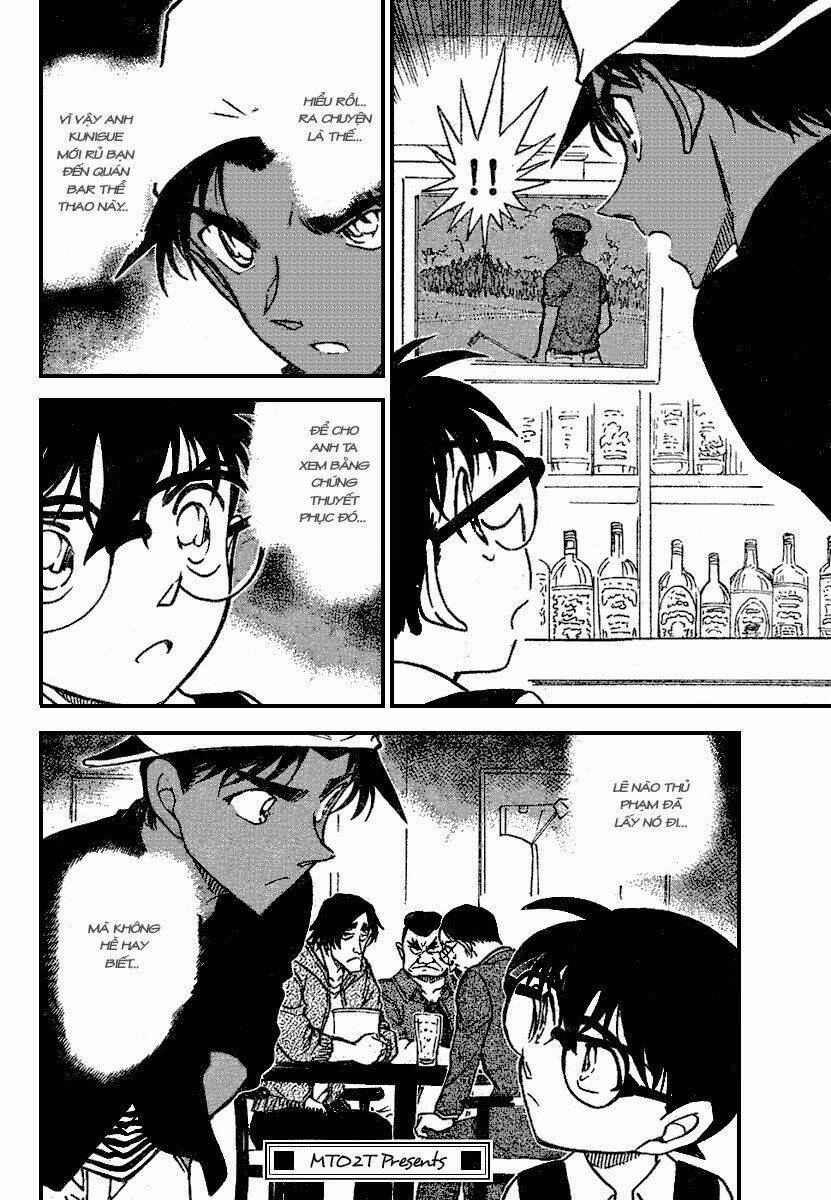 !!
HIỂU RỒI...
RA CHUYỆN
LÀ THẾ...
VÌ VẬY ANH
KUNISUE
MỚI RỦ BẠN
ĐẾN QUÁN
BAR THỂ
THAO NÀY...
ĐỂ CHO
ANH TA
XEM BẰNG
CHỨNG
THUYẾT
PHỤC ĐÓ...
LẼ NÀO THỦ
PHẠM ĐÃ
LẤY NÓ ĐI...
MÀ KHÔNG
HỀ HAY
BIẾT...
MTO2T Presents